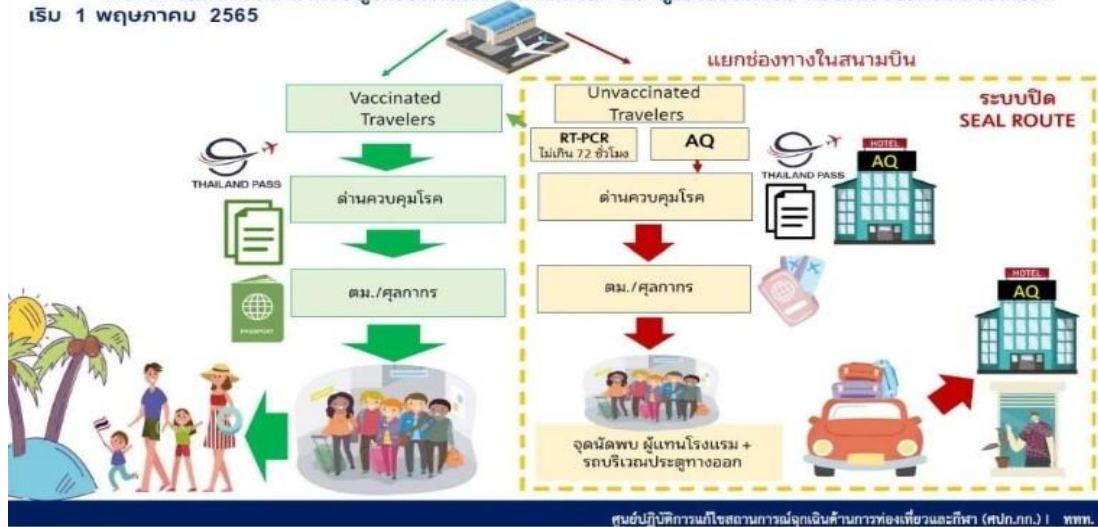 เริ่ม 1 พฤษภาคม 2565
แยกช่องทางในสนามบิน
Vaccinated
Travelers
Unvaccinated
Travelers
ระบบปิด
SEAL ROUTE
RT-PCR
ไม่เกิน 72 ชั่วโมง
AQ
THAILAND PASS
THAILAND PASS
HOTEL
AQ
ด่านควบคุมโรค
ด่านควบคุมโรค
ตม./ศุลกากร
ตม./ศุลกากร
PASSPORT
HOTEL
AQ
จุดนัดพบ ผู้แทนโรงแรม +
รถบริเวณประตูทางออก
ศูนย์ปฏิบัติการแก้ไขสถานการณ์ฉุกเฉินด้านการท่องเที่ยวและกีฬา (ศปก.กก.) | ททท.